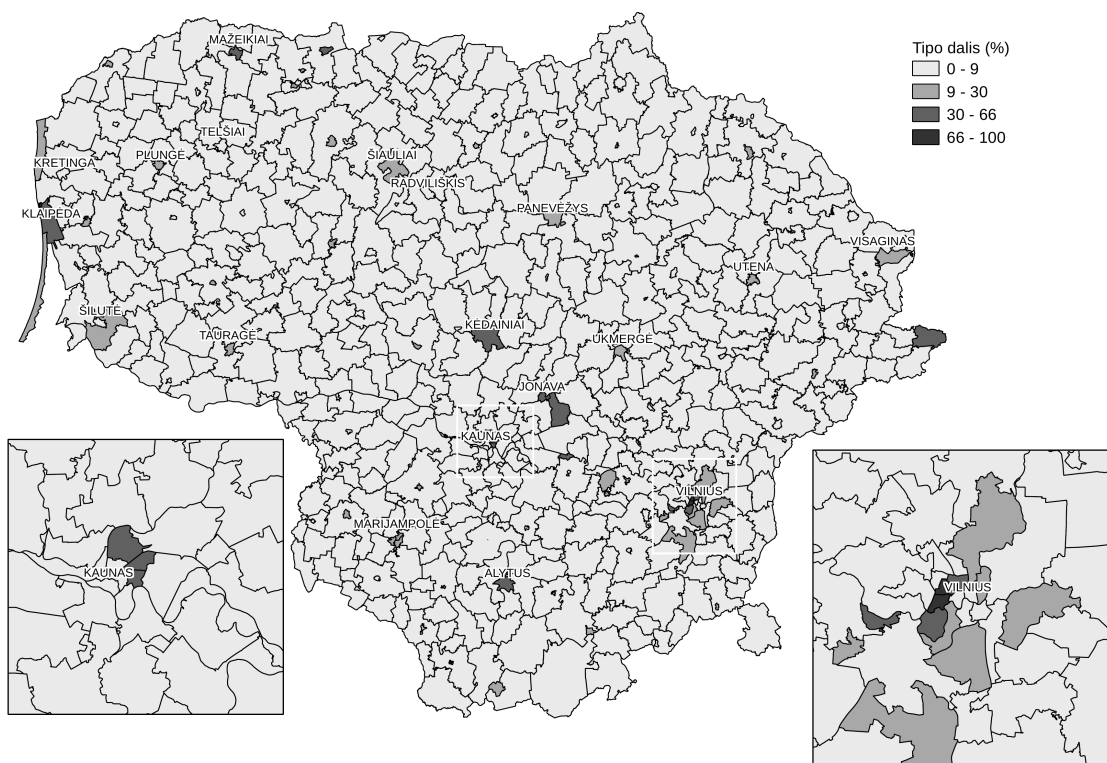 MAŽEIKIAI
Tipo dalis (%)
0 - 9
9 - 30
30 - 66
66 - 100
TELŠIAI
PLUNGĖ
ŠIAULIAI
KRETINGA
RADVILIŠKIS
PANEVĖŽYS
KLAIPĖDA
VISAGINAS
UTENA
ŠILUTĖ
KĖDAINIAI
TAURAGĖ
UKMERGĖ
JONAVA
KAUNAS
VILNIUS
MARIJAMPOLĖ
ALYTUS
KAUNAS
VILNIUS